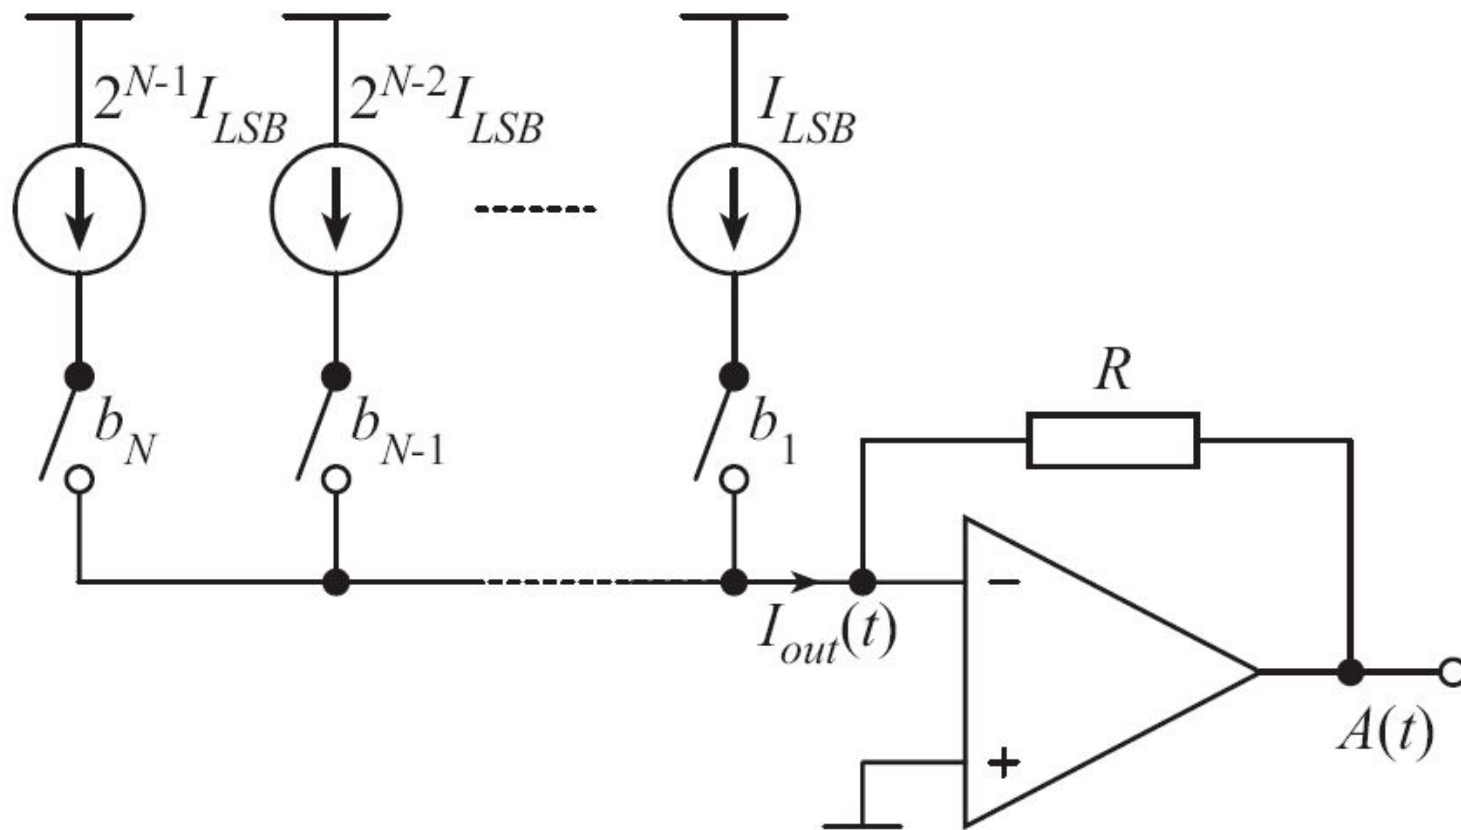 2^{N-1}I_{LSB} 2^{N-2}I_{LSB} I_{LSB}
b_N b_{N-1} b_1
R
I_{out}(t)
−
+
A(t)